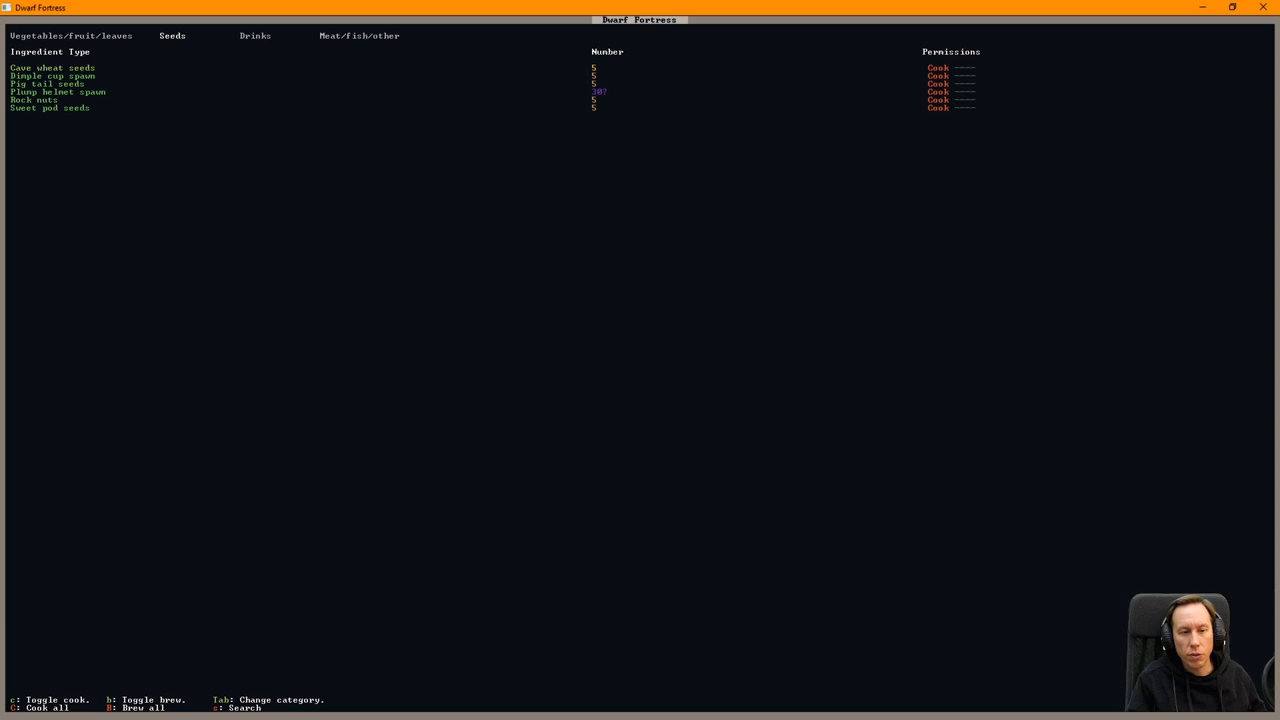 Dwarf Fortress
Dwarf Fortress
Vegetables/fruit/leaves Seeds Drinks Meat/fish/other
Ingredient Type Number Permissions
Cave wheat seeds 5 Cook ----
Dimple cup spawn 5 Cook ----
Pig tail seeds 5 Cook ----
Plump helmet spawn 30? Cook ----
Rock nuts 5 Cook ----
Sweet pod seeds 5 Cook ----
c: Toggle cook. b: Toggle brew. Tab: Change category.
C: Cook all B: Brew all s: Search